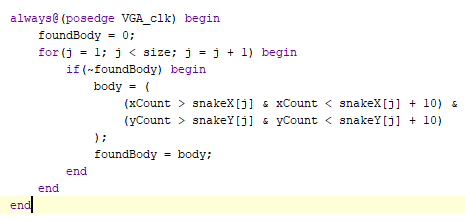 always@(posedge VGA_clk) begin
    foundBody = 0;
    for(j = 1; j < size; j = j + 1) begin
        if(~foundBody) begin
            body = (
                (xCount > snakeX[j] & xCount < snakeX[j] + 10) &
                (yCount > snakeY[j] & yCount < snakeY[j] + 10)
            );
            foundBody = body;
        end
    end
end